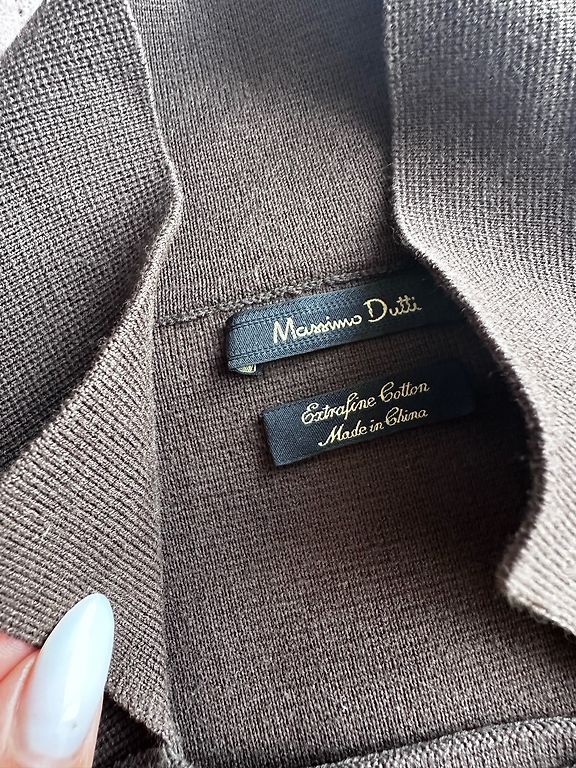 Massimo Dutti
Extrafine Cotton
Made in China